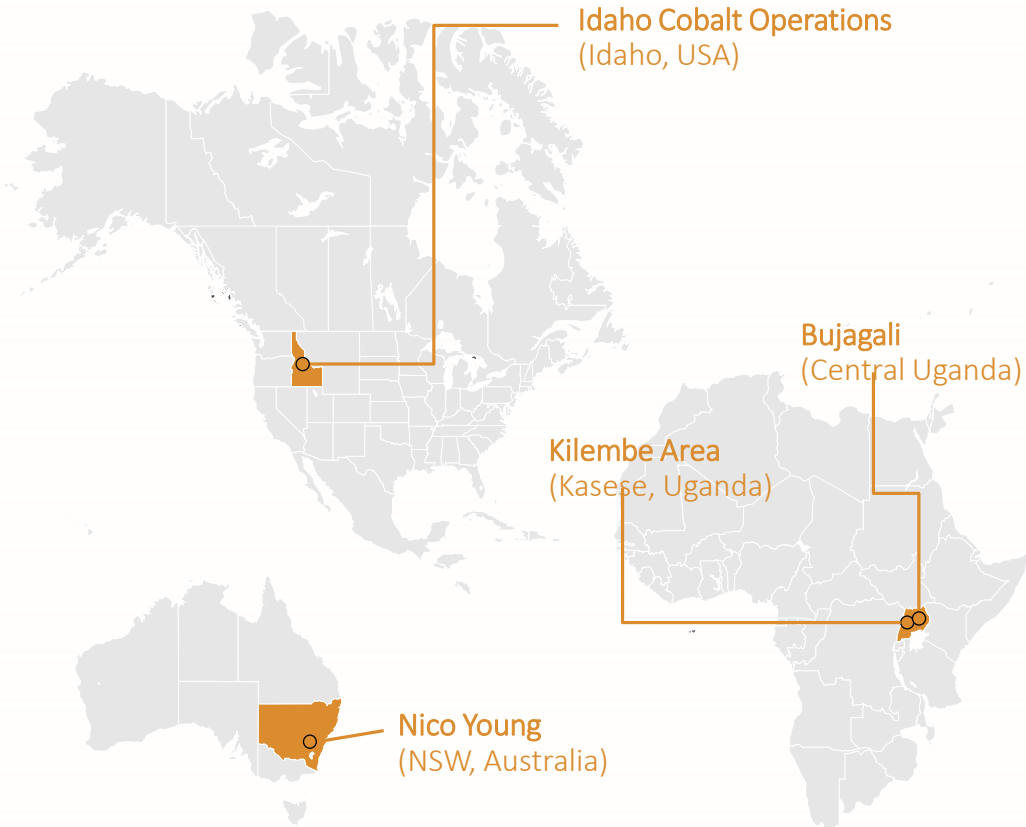 Idaho Cobalt Operations
(Idaho, USA)
Bujagali
(Central Uganda)
Kilembe Area
(Kasese, Uganda)
Nico Young
(NSW, Australia)